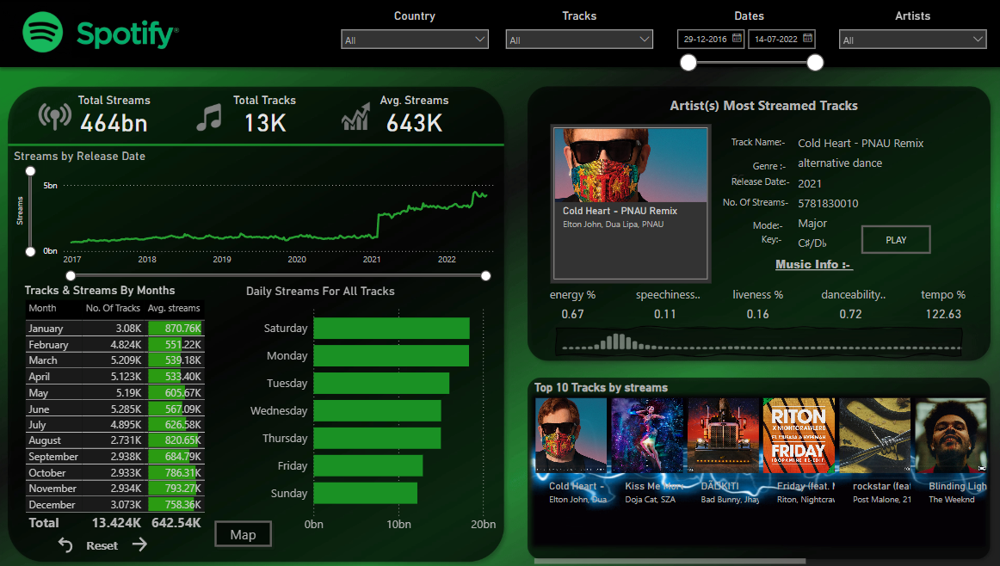 Spotify®
Country
Tracks
Dates
Artists
All
All
29-12-2016
14-07-2022
All
Total Streams
464bn
Total Tracks
13K
Avg. Streams
643K
Streams by Release Date
Streams
5bn
0bn
2017 2018 2019 2020 2021 2022
Tracks & Streams By Months
Month No. Of Tracks Avg. streams
January 3.08K 870.76K
February 4.824K 551.22K
March 5.209K 539.18K
April 5.123K 533.40K
May 5.19K 605.67K
June 5.285K 567.09K
July 4.895K 626.58K
August 2.731K 820.65K
September 2.938K 684.79K
October 2.933K 786.31K
November 2.934K 793.27K
December 3.073K 758.36K
Total 13.424K 642.54K
Reset
Map
Daily Streams For All Tracks
Saturday
Monday
Tuesday
Wednesday
Thursday
Friday
Sunday
0bn 10bn 20bn
Artist(s) Most Streamed Tracks
Cold Heart - PNAU Remix
Elton John, Dua Lipa, PNAU
Track Name:- Cold Heart - PNAU Remix
Genre :- alternative dance
Release Date:- 2021
No. Of Streams- 5781830010
Mode:- Major
Key:- C♯/D♭
PLAY
Music Info :-
energy % speechiness.. liveness % danceability.. tempo %
0.67 0.11 0.16 0.72 122.63
Top 10 Tracks by streams
RITON
X NIGHTCRAWLERS
FT. MUFASA & HYPEMAN
FRIDAY
DOPAMINE RE-EDIT
Cold Heart -
Elton John, Dua
Kiss Me More
Doja Cat, SZA
DÁKITI
Bad Bunny, Jhay
Friday (feat. M
Riton, Nightcraw
rockstar (feat
Post Malone, 21
Blinding Ligh
The Weeknd